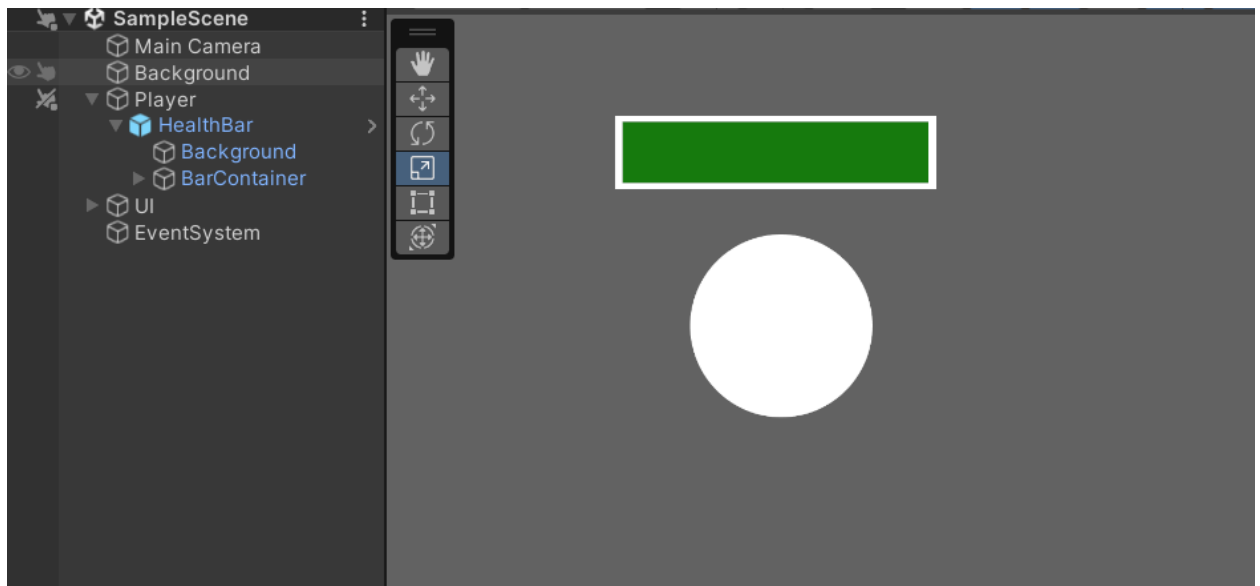 SampleScene
Main Camera
Background
Player
HealthBar
Background
BarContainer
UI
EventSystem